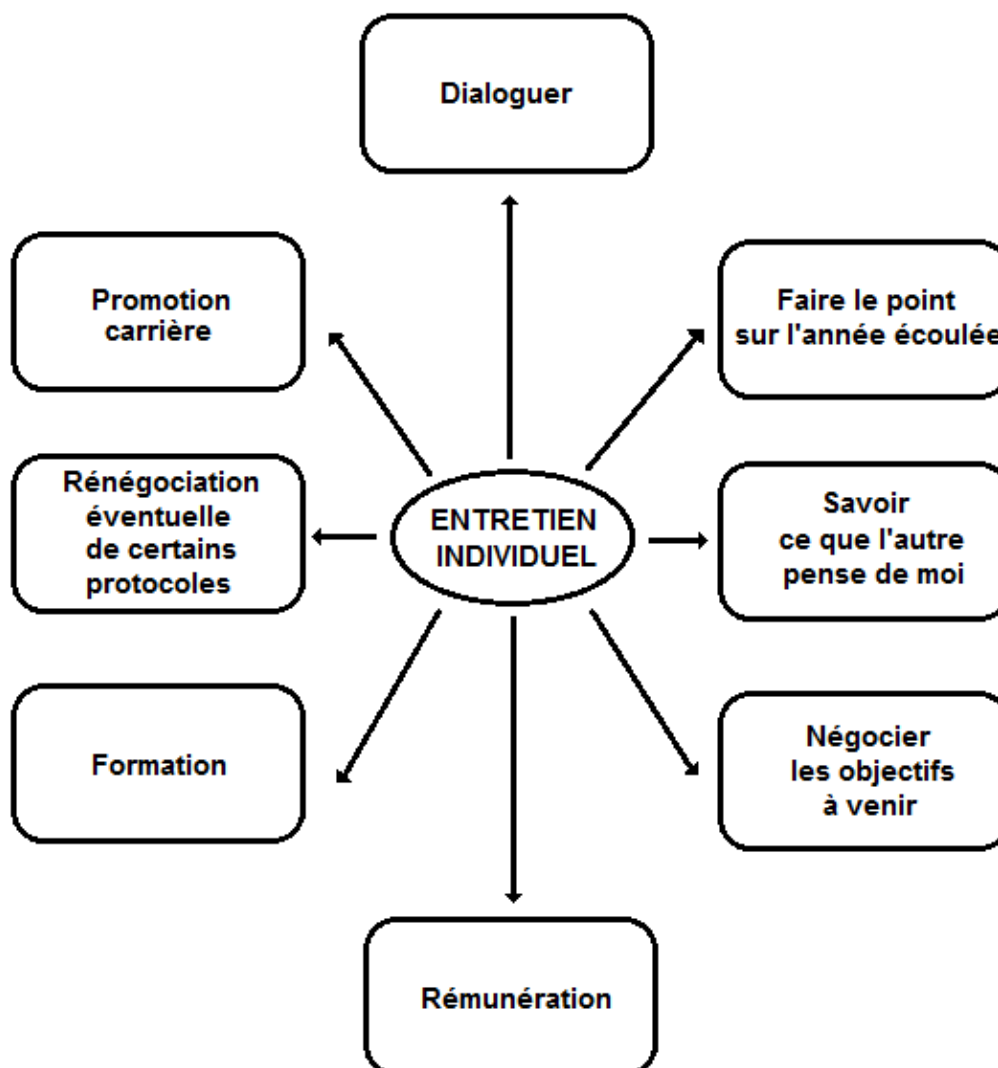 Dialoguer
Promotion
carrière
Faire le point
sur l'année écoulée
Rénégociation
éventuelle
de certains
protocoles
ENTRETIEN
INDIVIDUEL
Savoir
ce que l'autre
pense de moi
Formation
Négocier
les objectifs
à venir
Rémunération